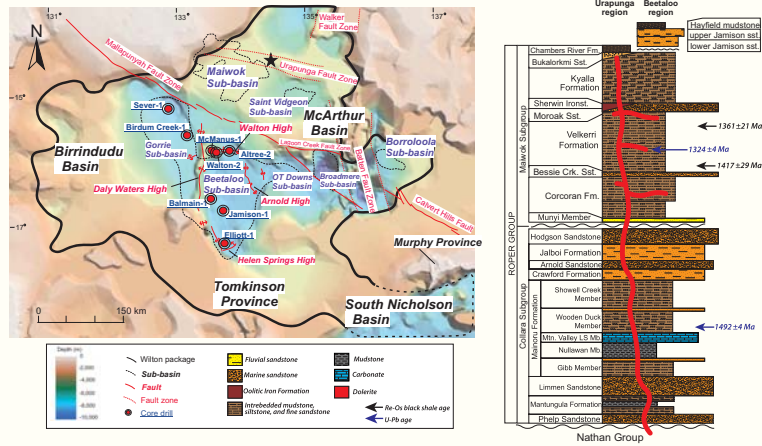 131°
133°
135°
137°
15°
17°
N
Walker
Fault Zone
Mallapunyah Fault Zone
Urapunga Fault Zone
Maiwok
Sub-basin
Saint Vidgeon
Sub-basin
Sever-1
McArthur
Basin
Birdum Creek-1
Walton High
McManus-1
Lagoon Creek Fault Zone
Borroloola
Sub-basin
Birrindudu
Basin
Gorrie
Sub-basin
Altree-2
Walton-2
Batten Fault Zone
Beetaloo
Sub-basin
OT Downs
Sub-basin
Broadmere
Sub-basin
Daly Waters High
Arnold High
Calvert Hills Fault
Balmain-1
Jamison-1
Elliott-1
Murphy Province
Helen Springs High
Tomkinson
Province
South Nicholson
Basin
0
150 km
Depth (m)
0
-2,000
-4,000
-6,000
-8,000
-10,000
Wilton package
Sub-basin
Fault
Fault zone
Core drill
Fluvial sandstone
Marine sandstone
Oolitic Iron Formation
Intrebedded mudstone,
siltstone, and fine sandstone
Mudstone
Carbonate
Dolerite
Re-Os black shale age
U-Pb age
Urapunga
region
Beetaloo
region
Hayfield mudstone
upper Jamison sst.
lower Jamison sst.
ROPER GROUP
Maiwok Subgroup
Chambers River Fm.
Bukalorkmi Sst.
Kyalla
Formation
Sherwin Ironst.
Moroak Sst.
1361±21 Ma
Velkerri
Formation
1324±4 Ma
1417±29 Ma
Bessie Crk. Sst.
Corcoran Fm.
Munyi Member
Collara Subgroup
Hodgson Sandstone
Jalboi Formation
Arnold Sandstone
Crawford Formation
Mainoru Formation
Showell Creek
Member
Wooden Duck
Member
1492±4 Ma
Mtn. Valley LS Mb.
Nullawan Mb.
Gibb Member
Limmen Sandstone
Mantungula Formation
Phelp Sandstone
Nathan Group